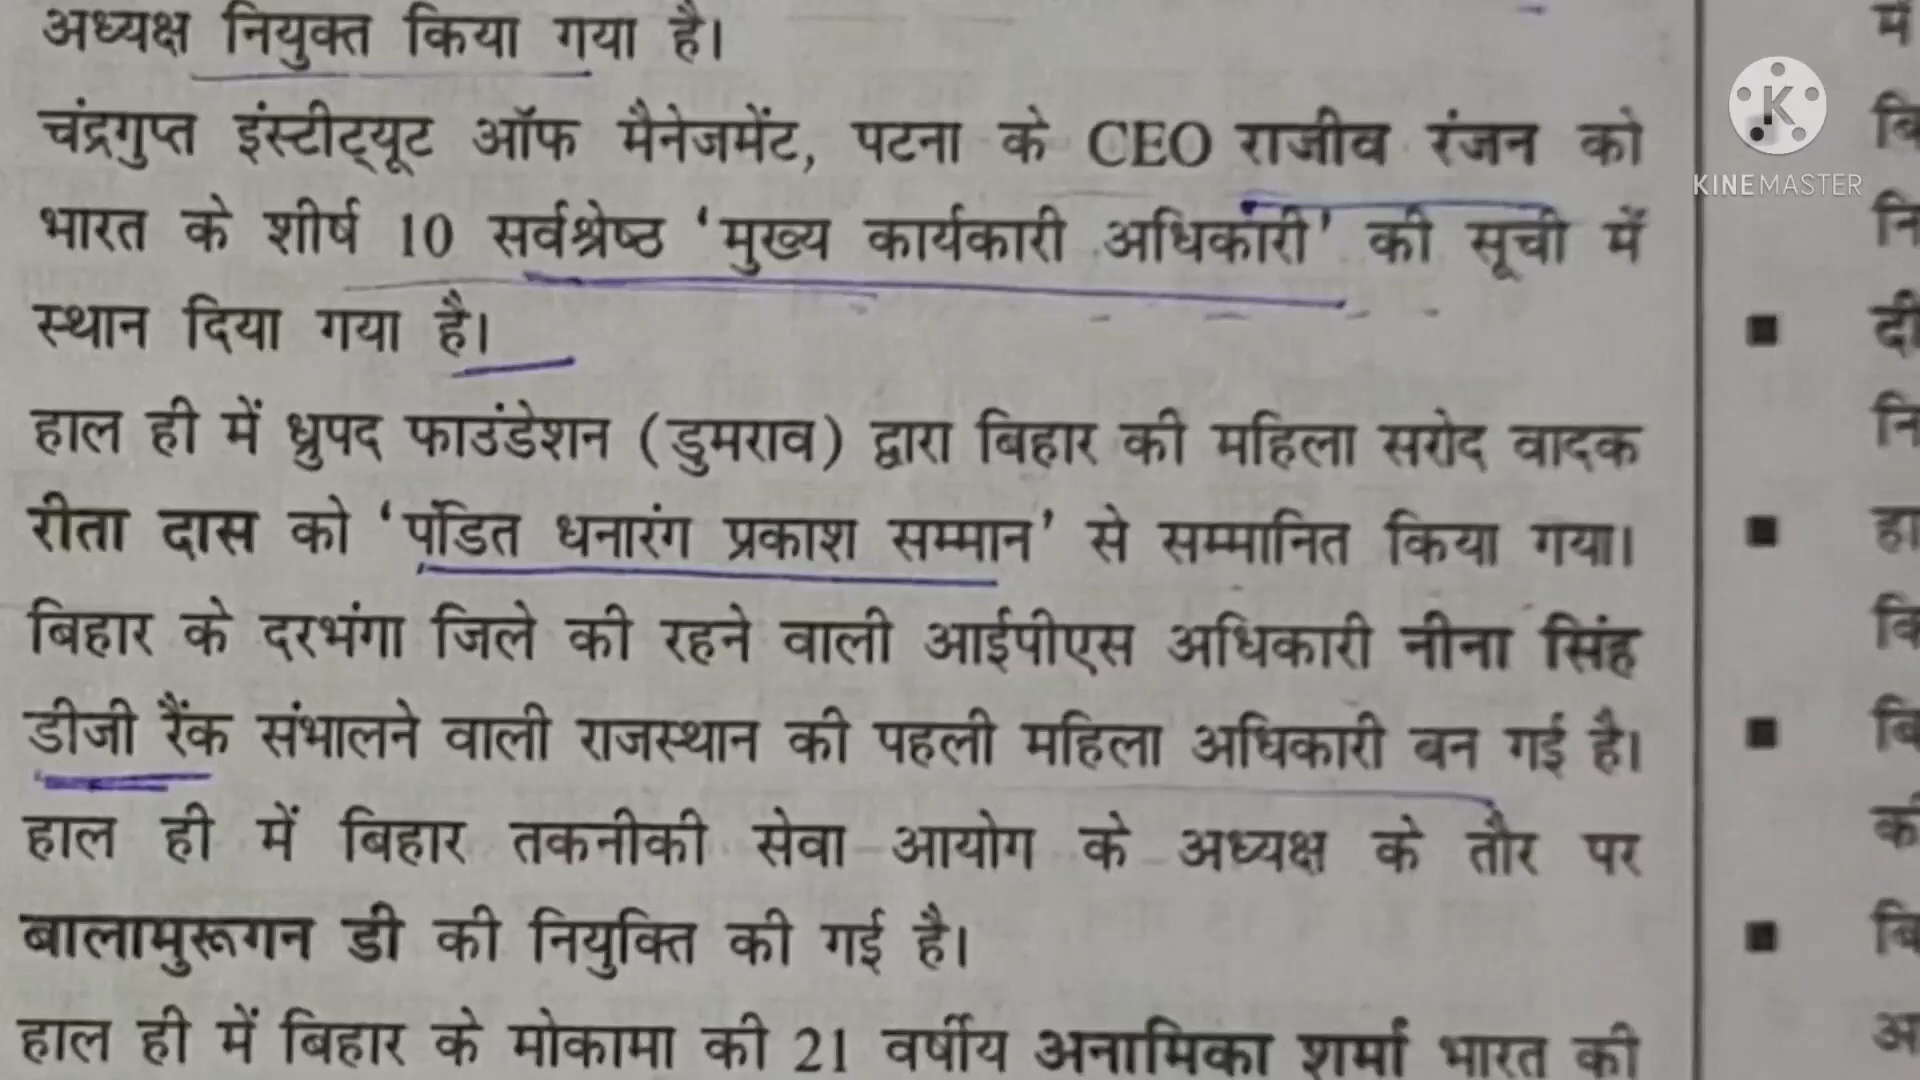 अध्यक्ष नियुक्त किया गया है।
चंद्रगुप्त इंस्टीट्यूट ऑफ मैनेजमेंट, पटना के CEO राजीव रंजन को
भारत के शीर्ष 10 सर्वश्रेष्ठ ‘मुख्य कार्यकारी अधिकारी’ की सूची में
स्थान दिया गया है।
हाल ही में ध्रुपद फाउंडेशन (डुमराव) द्वारा बिहार की महिला सरोद वादक
रीता दास को ‘पंडित धनारंग प्रकाश सम्मान’ से सम्मानित किया गया।
बिहार के दरभंगा जिले की रहने वाली आईपीएस अधिकारी नीना सिंह
डीजी रैंक संभालने वाली राजस्थान की पहली महिला अधिकारी बन गई है।
हाल ही में बिहार तकनीकी सेवा आयोग के अध्यक्ष के तौर पर
बालामुरूगन डी की नियुक्ति की गई है।
हाल ही में बिहार के मोकामा की 21 वर्षीय अनामिका शर्मा भारत की
में
K
KINEMASTER